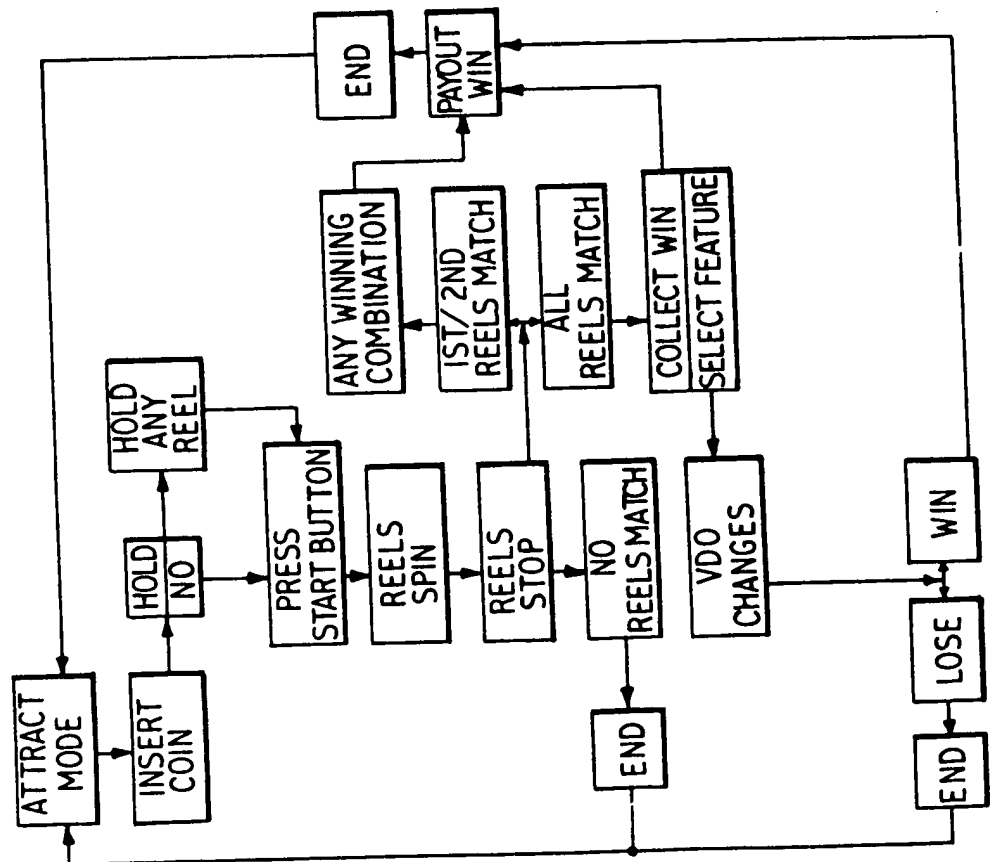 ATTRACT
MODE
INSERT
COIN
HOLD
NO
HOLD
ANY
REEL
PRESS
START BUTTON
REELS
SPIN
REELS
STOP
NO
REELS MATCH
END
ANY WINNING
COMBINATION
1ST/2ND
REELS MATCH
ALL
REELS MATCH
COLLECT WIN
SELECT FEATURE
PAYOUT
WIN
END
VDO
CHANGES
WIN
LOSE
END